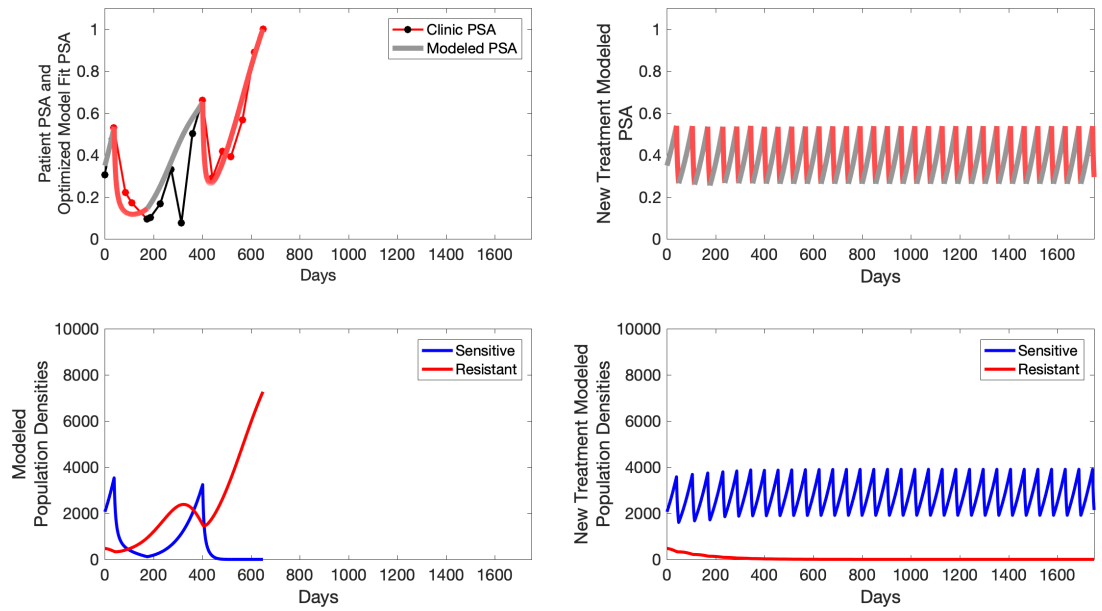 Patient PSA and
Optimized Model Fit PSA
1
0.8
0.6
0.4
0.2
0
Clinic PSA
Modeled PSA
0 200 400 600 800 1000 1200 1400 1600
Days
New Treatment Modeled
PSA
1
0.8
0.6
0.4
0.2
0
0 200 400 600 800 1000 1200 1400 1600
Days
Modeled
Population Densities
10000
8000
6000
4000
2000
0
Sensitive
Resistant
0 200 400 600 800 1000 1200 1400 1600
Days
New Treatment Modeled
Population Densities
10000
8000
6000
4000
2000
0
Sensitive
Resistant
0 200 400 600 800 1000 1200 1400 1600
Days